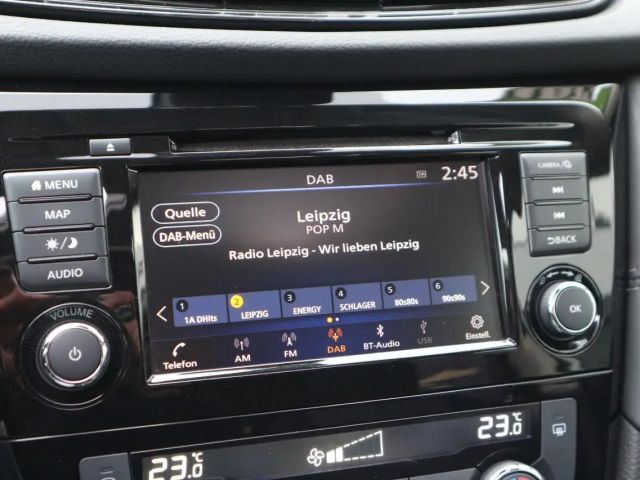 MENU
MAP
AUDIO
VOLUME
DAB
2:45
Quelle
DAB-Menü
Leipzig
POP M
Radio Leipzig - Wir lieben Leipzig
1 2 3 4 5 6
1A DHits LEIPZIG ENERGY SCHLAGER 80s80s 90s90s
Telefon AM FM DAB BT-Audio USB Einstell.
CAMERA
BACK
OK
23.0 °C
23.0 °C